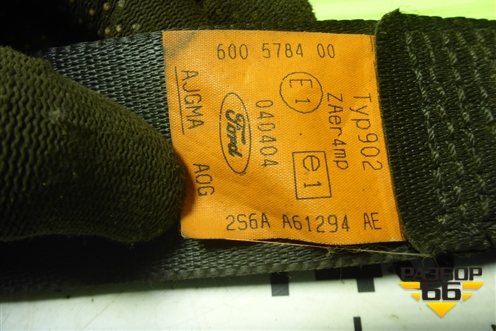 600 5784 00
AJGMA AOG
Ford
040404
E1
e1
ZAer4mp
Typ902
2S6A A61294 AE
РАЗБОР
66